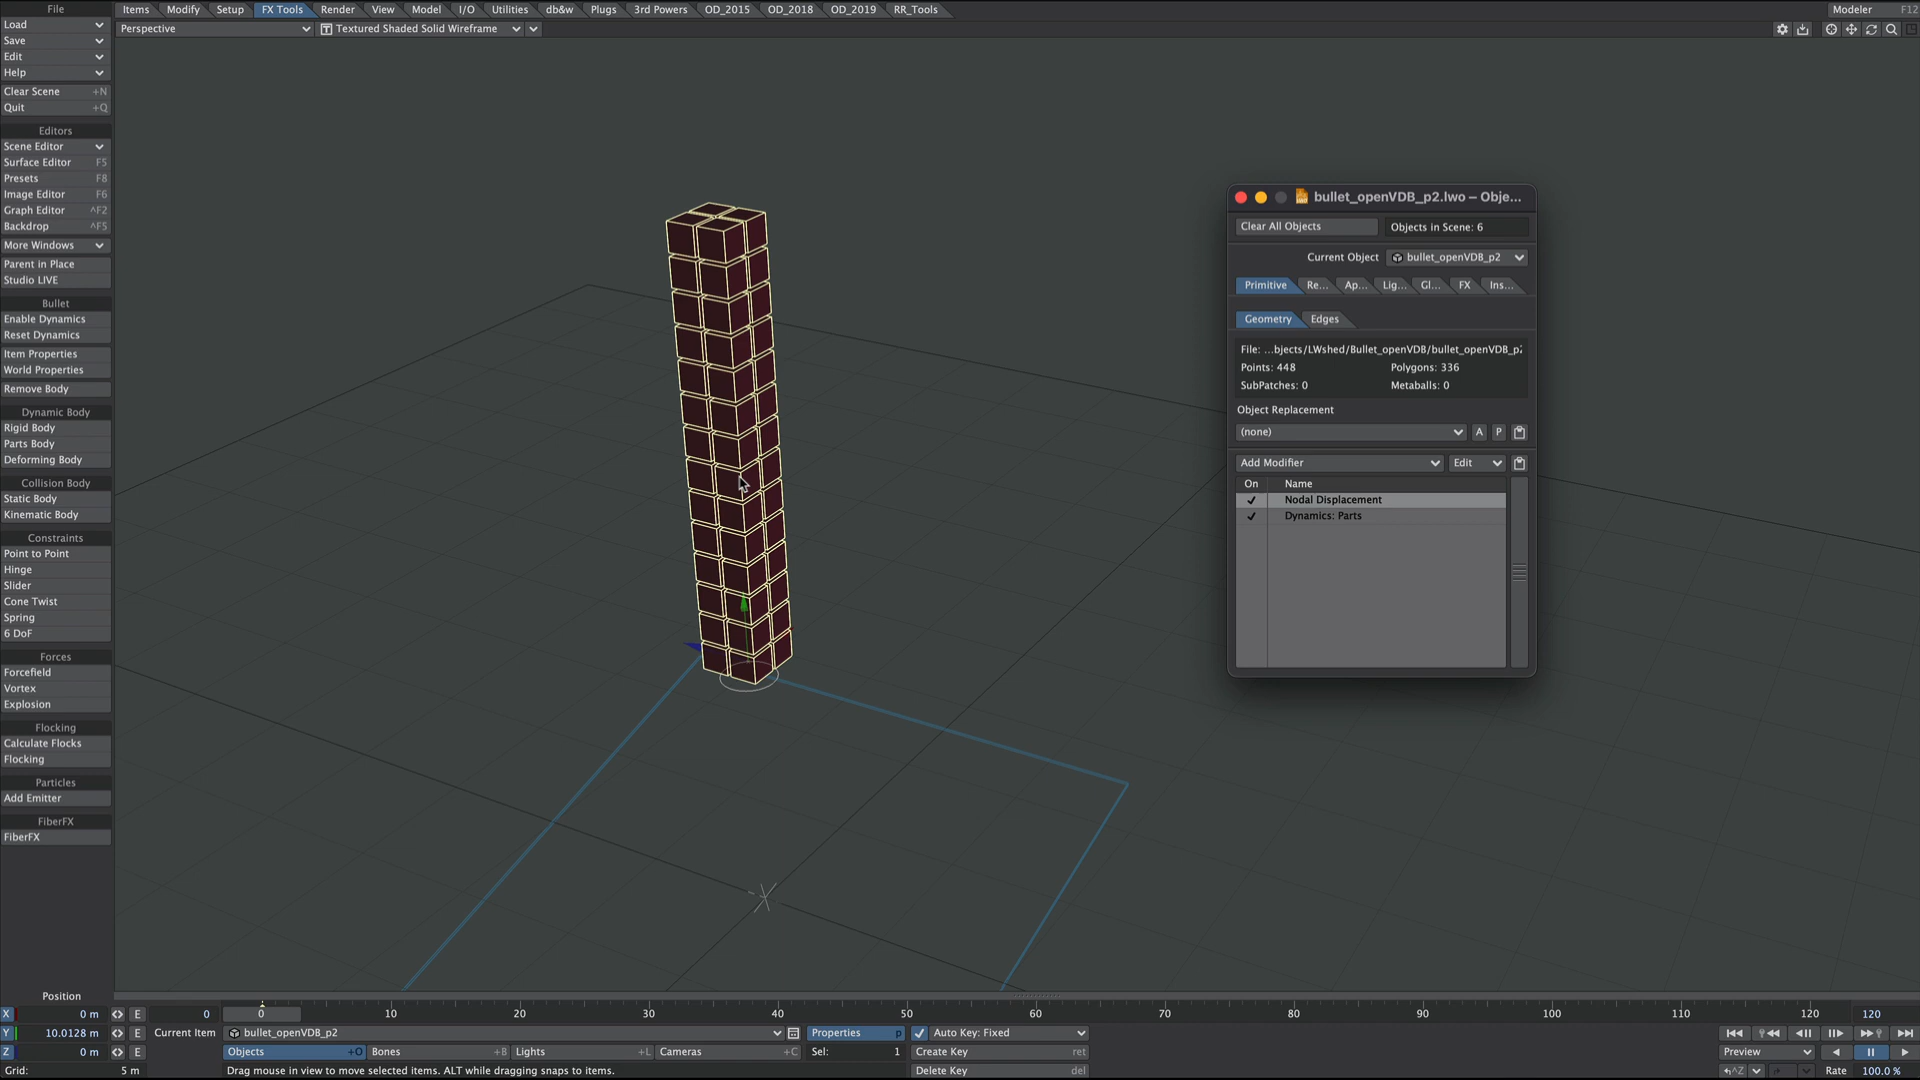 File
Items
Modify
Setup
FX Tools
Render
View
Model
I/O
Utilities
db&w
Plugs
3rd Powers
OD_2015
OD_2018
OD_2019
RR_Tools
Modeler F12
Load
Save
Edit
Help
Clear Scene +N
Quit +Q
Editors
Scene Editor
Surface Editor F5
Presets F8
Image Editor F6
Graph Editor ^F2
Backdrop ^F5
More Windows
Parent in Place
Studio LIVE
Bullet
Enable Dynamics
Reset Dynamics
Item Properties
World Properties
Remove Body
Dynamic Body
Rigid Body
Parts Body
Deforming Body
Collision Body
Static Body
Kinematic Body
Constraints
Point to Point
Hinge
Slider
Cone Twist
Spring
6 DoF
Forces
Forcefield
Vortex
Explosion
Flocking
Calculate Flocks
Flocking
Particles
Add Emitter
FiberFX
FiberFX
Perspective
T Textured Shaded Solid Wireframe
bullet_openVDB_p2.lwo – Obje...
Clear All Objects
Objects in Scene: 6
Current Object
bullet_openVDB_p2
Primitive
Re...
Ap...
Lig...
Gl...
FX
Ins...
Geometry
Edges
File: ...bjects/LWshed/Bullet_openVDB/bullet_openVDB_p
Points: 448
Polygons: 336
SubPatches: 0
Metaballs: 0
Object Replacement
(none)
A
P
Add Modifier
Edit
On
Name
Nodal Displacement
Dynamics: Parts
Position
X 0 m E
Y 10.0128 m E
Z 0 m E
Grid: 5 m
0
0
10
20
30
40
50
60
70
80
90
100
110
120
120
Current Item
bullet_openVDB_p2
Properties p
Auto Key: Fixed
Objects +O
Bones +B
Lights +L
Cameras +C
Sel: 1
Create Key ret
Drag mouse in view to move selected items. ALT while dragging snaps to items.
Delete Key del
Preview
^Z
Rate 100.0 %